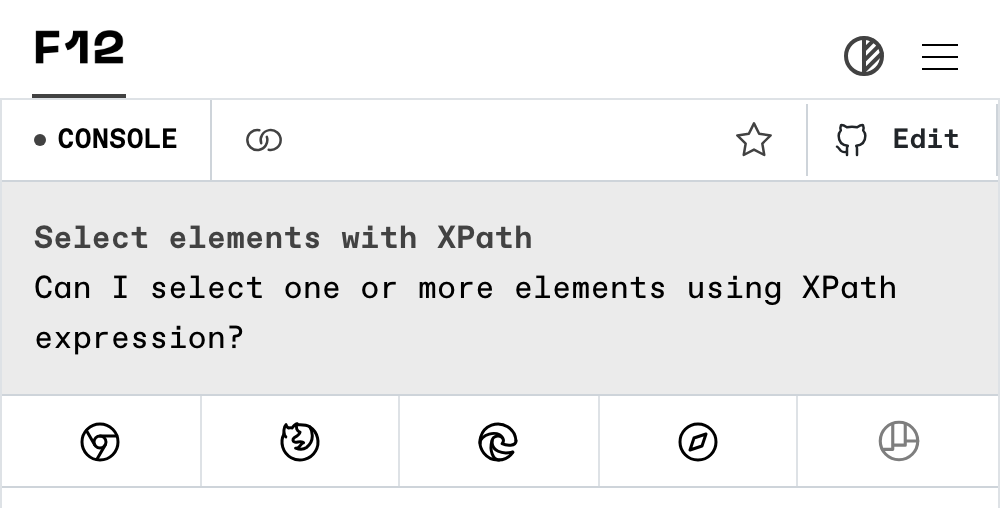 F12
CONSOLE
Edit
Select elements with XPath
Can I select one or more elements using XPath
expression?